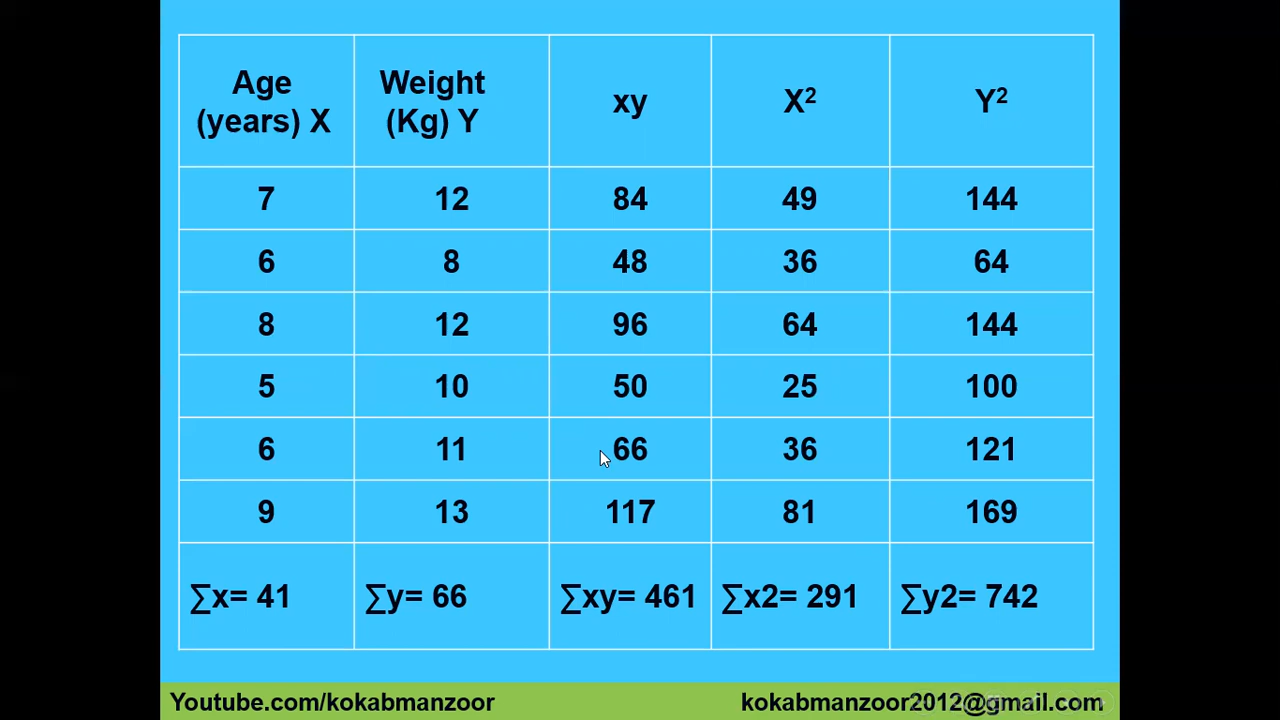 Age (years) X Weight (Kg) Y xy X² Y²
7 12 84 49 144
6 8 48 36 64
8 12 96 64 144
5 10 50 25 100
6 11 66 36 121
9 13 117 81 169
∑x= 41 ∑y= 66 ∑xy= 461 ∑x2= 291 ∑y2= 742
Youtube.com/kokabmanzoor kokabmanzoor2012@gmail.com